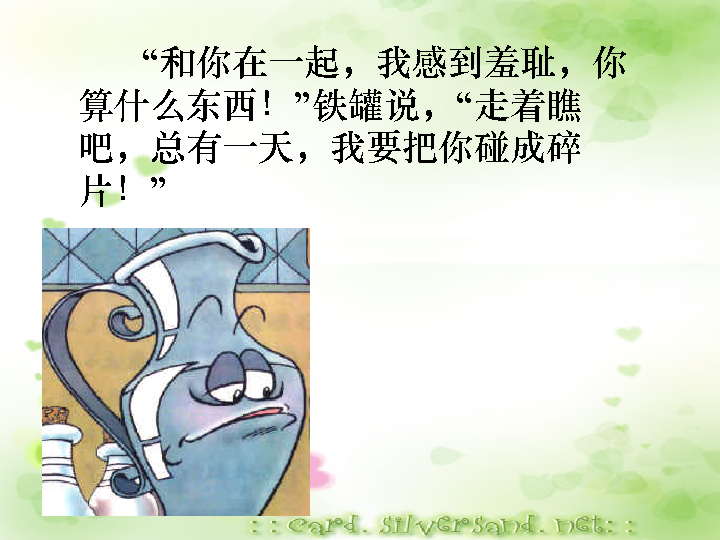 “和你在一起，我感到羞耻，你
算什么东西！”铁罐说，“走着瞧
吧，总有一天，我要把你碰成碎
片！”
::card.silversand.net::